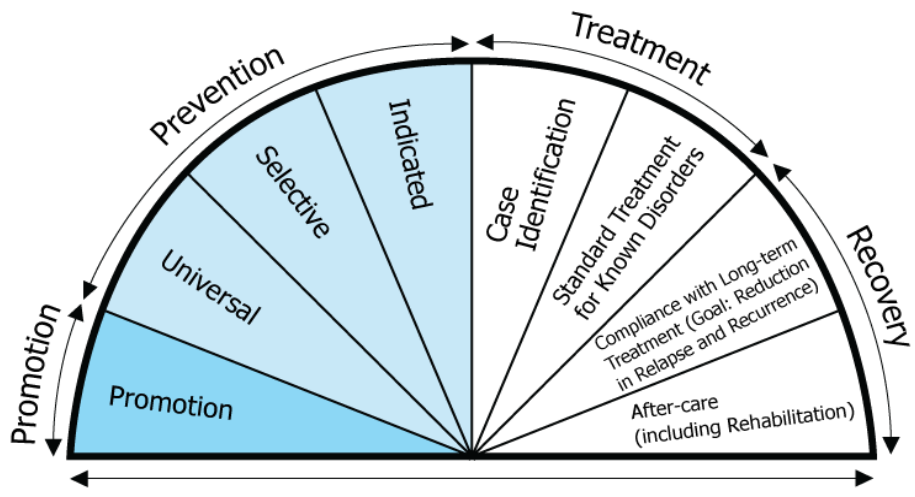 Promotion
Prevention
Treatment
Recovery
Promotion
Universal
Selective
Indicated
Case
Identification
Standard Treatment
for Known Disorders
Compliance with Long-term
Treatment (Goal: Reduction
in Relapse and Recurrence)
After-care
(including Rehabilitation)